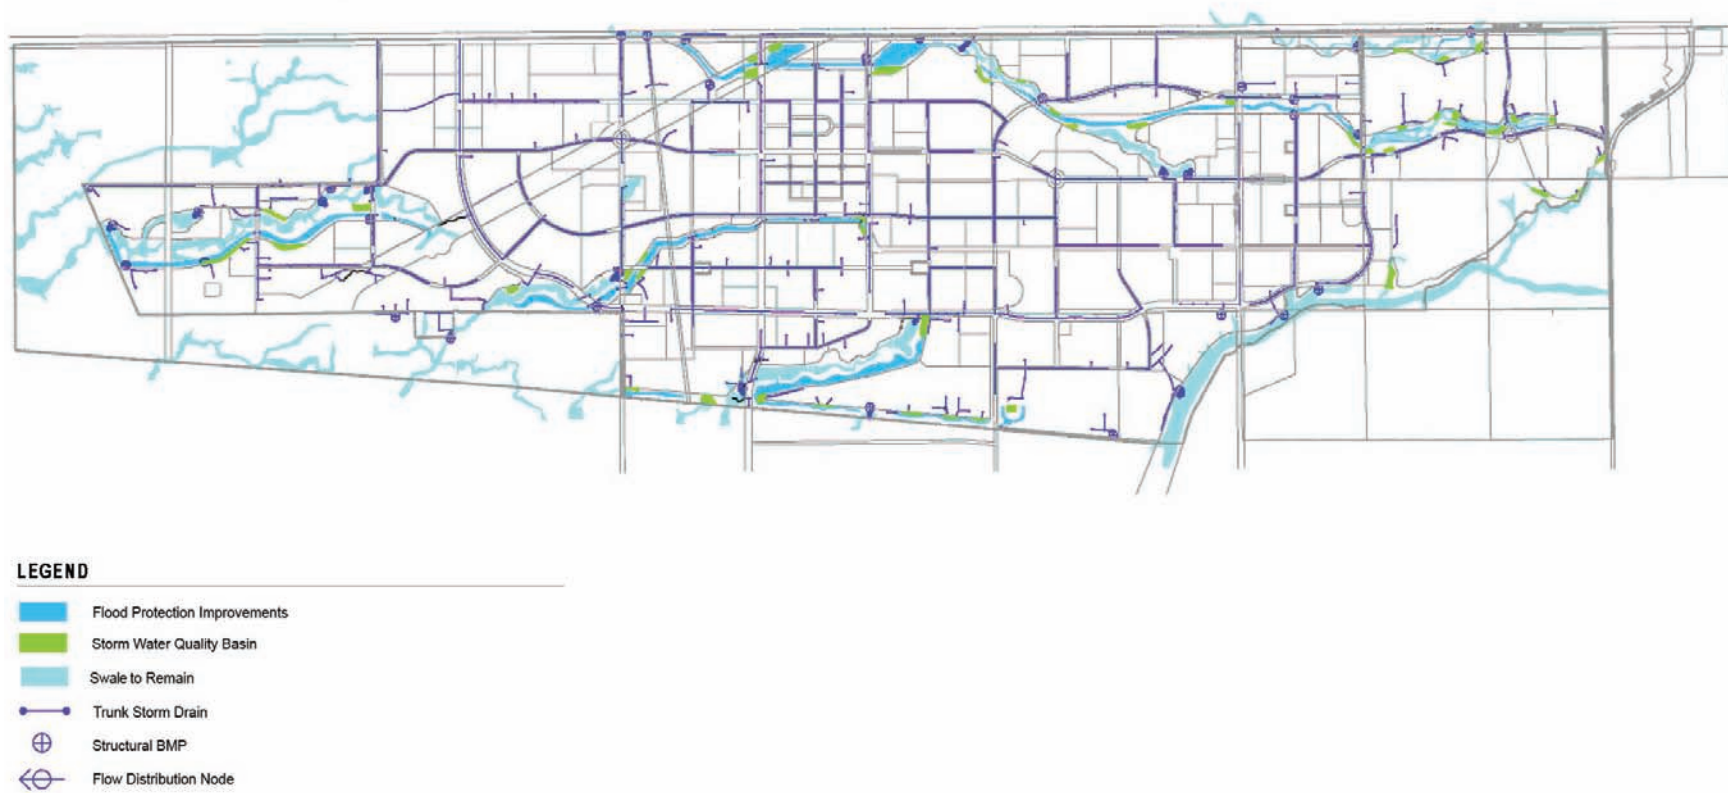 LEGEND
Flood Protection Improvements
Storm Water Quality Basin
Swale to Remain
Trunk Storm Drain
Structural BMP
Flow Distribution Node